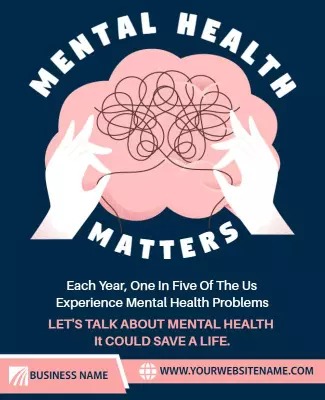 MENTAL HEALTH
MATTERS
Each Year, One In Five Of The Us
Experience Mental Health Problems
LET'S TALK ABOUT MENTAL HEALTH
It COULD SAVE A LIFE.
BUSINESS NAME
WWW.YOURWEBSITENAME.COM